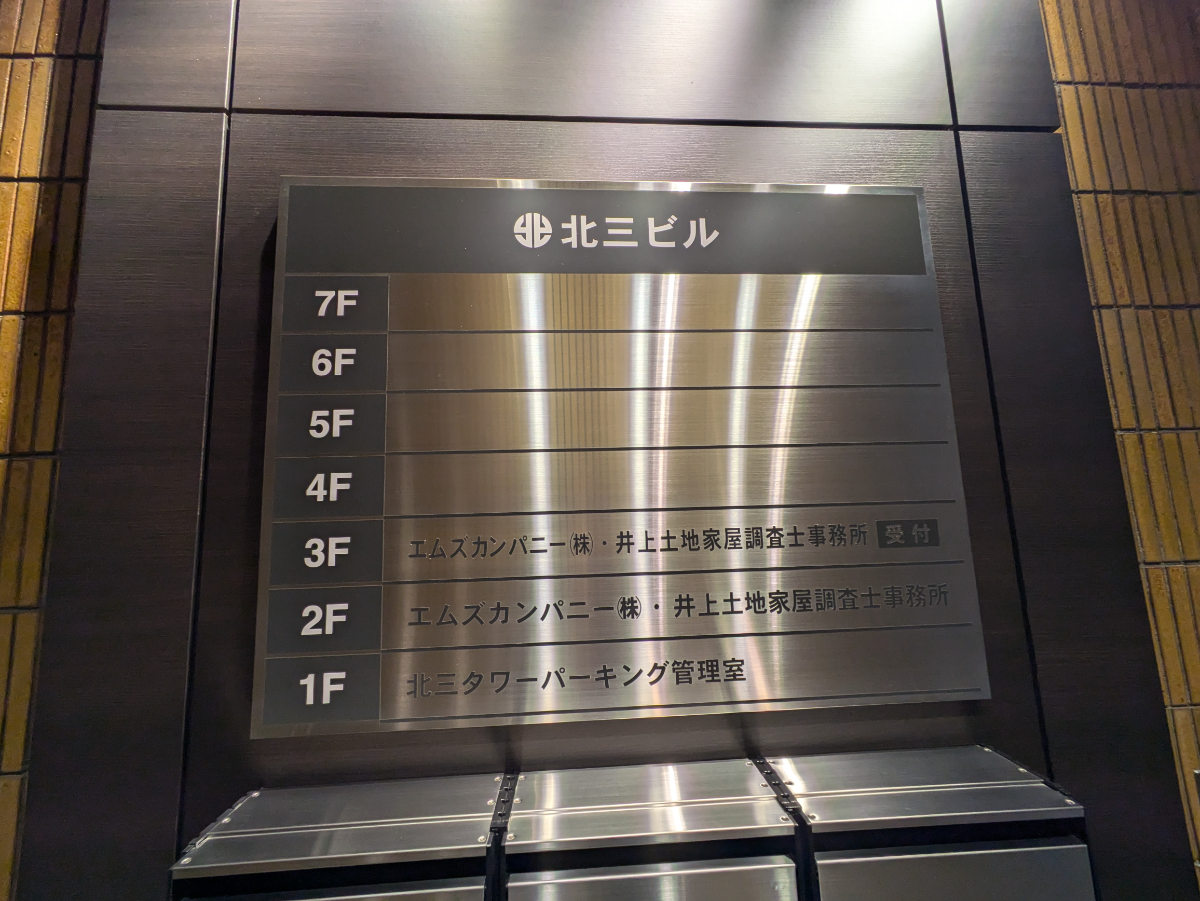 北三ビル
7F
6F
5F
4F
3F エムズカンパニー㈱・井上土地家屋調査士事務所 受付
2F エムズカンパニー㈱・井上土地家屋調査士事務所
1F 北三タワーパーキング管理室